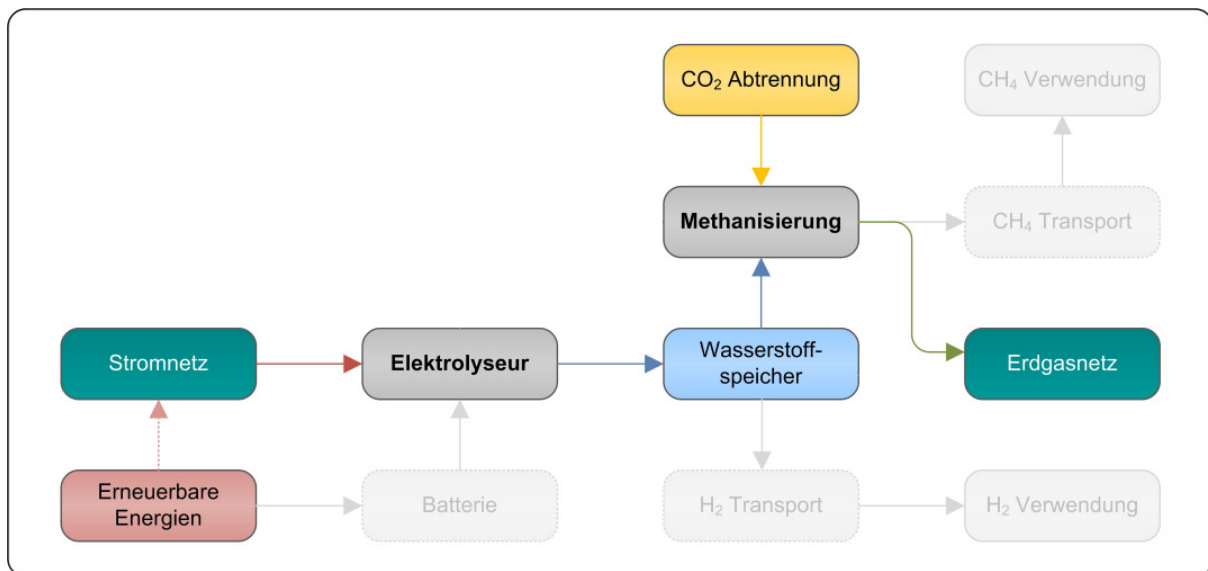 CO₂ Abtrennung
CH₄ Verwendung
Methanisierung
CH₄ Transport
Stromnetz
Elektrolyseur
Wasserstoff-
speicher
Erdgasnetz
Erneuerbare
Energien
Batterie
H₂ Transport
H₂ Verwendung